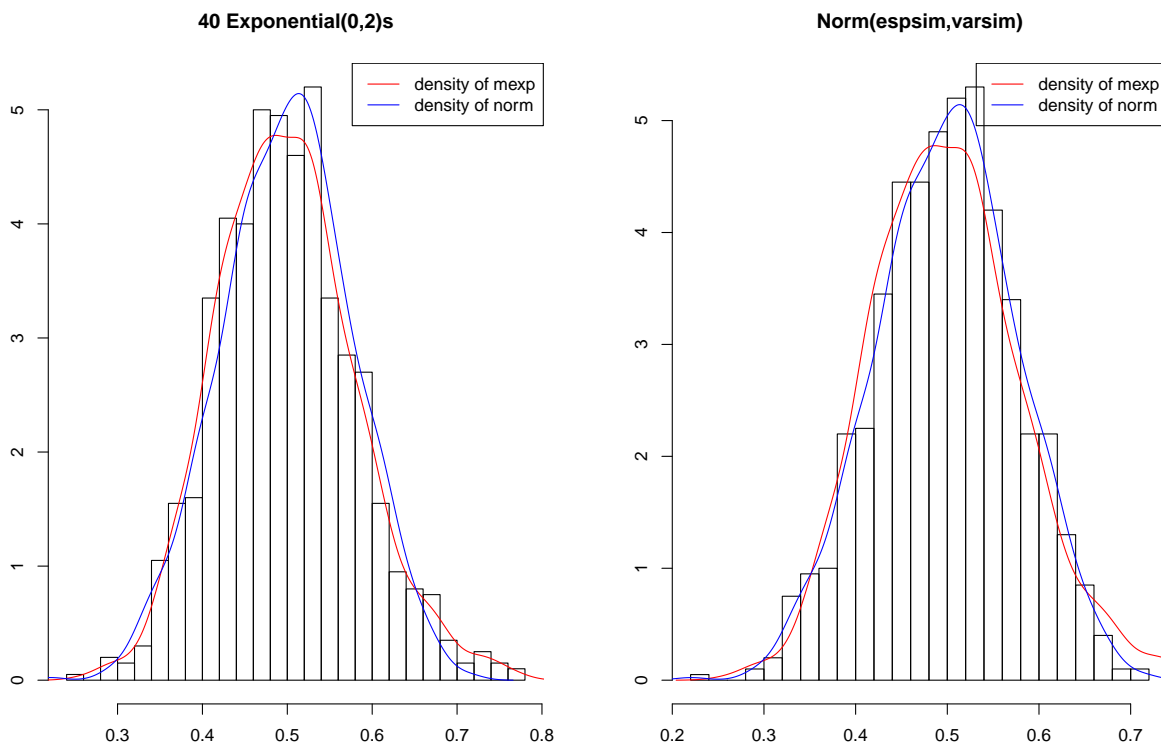 40 Exponential(0,2)s
density of mexp
density of norm
5
4
3
2
1
0
0.3 0.4 0.5 0.6 0.7 0.8
Norm(espsim,varsim)
density of mexp
density of norm
5
4
3
2
1
0
0.2 0.3 0.4 0.5 0.6 0.7